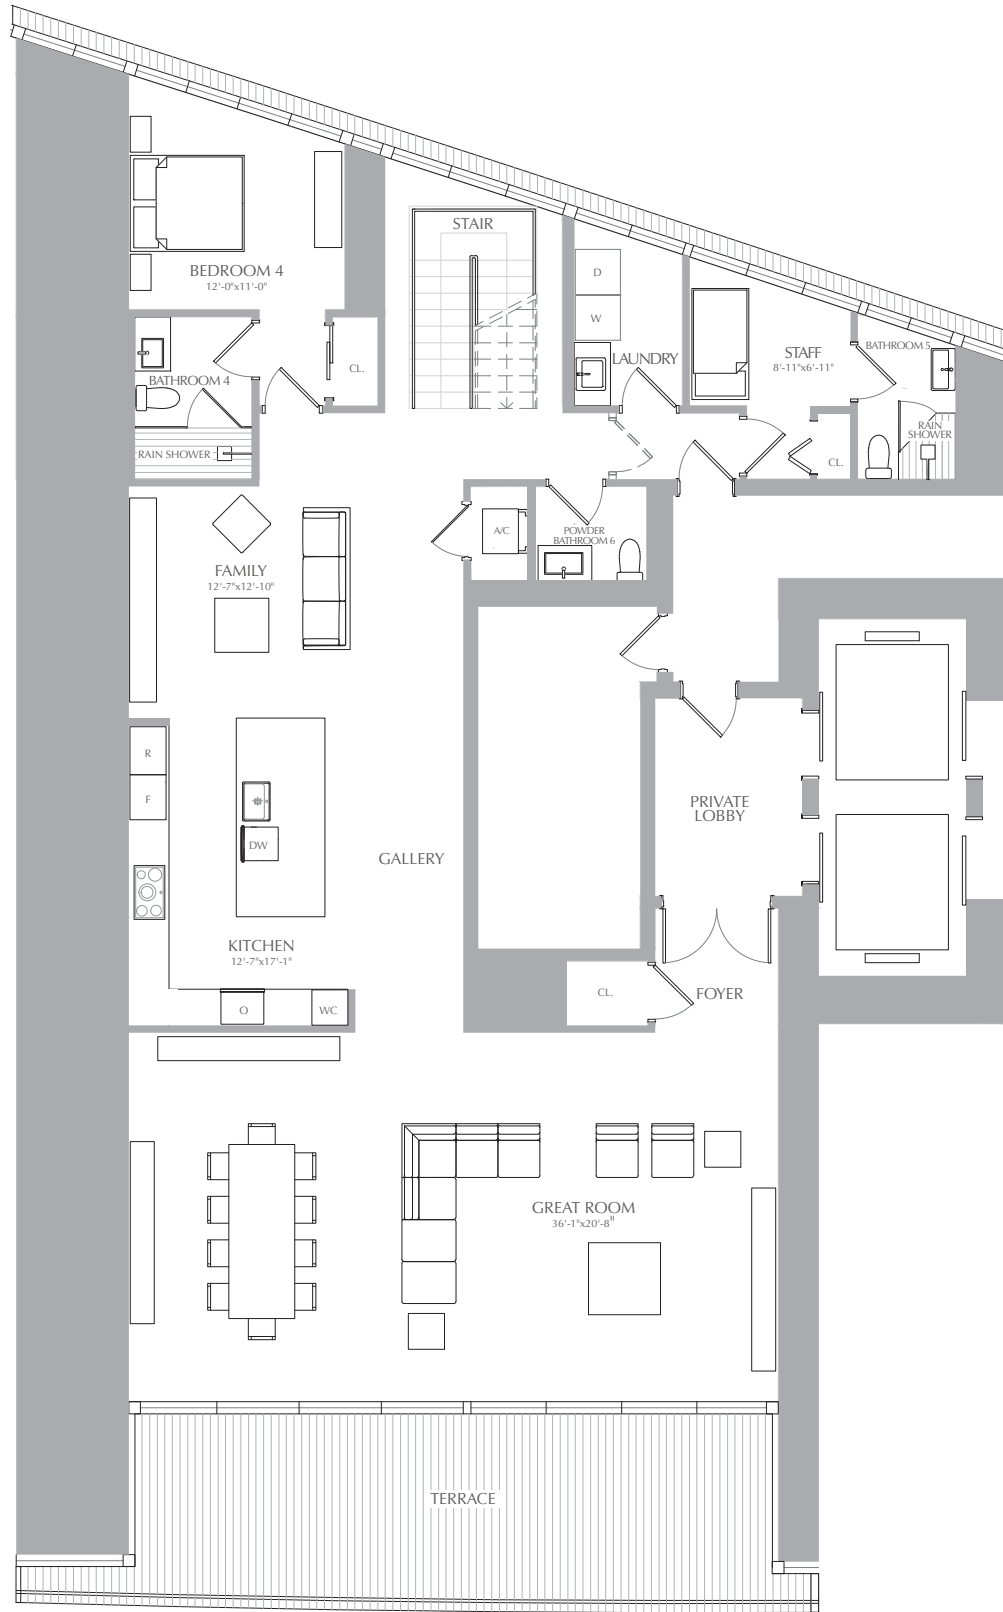 STAIR
BEDROOM 4
12'-0"x11'-0"
D
W
LAUNDRY
STAFF
8'-11"x6'-11"
BATHROOM 5
CL.
BATHROOM 4
RAIN SHOWER
RAIN
SHOWER
CL.
A/C
POWDER
BATHROOM 6
FAMILY
12'-7"x12'-10"
R
F
DW
PRIVATE
LOBBY
GALLERY
KITCHEN
12'-7"x17'-1"
O
WC
CL.
FOYER
GREAT ROOM
36'-1"x20'-8"
TERRACE